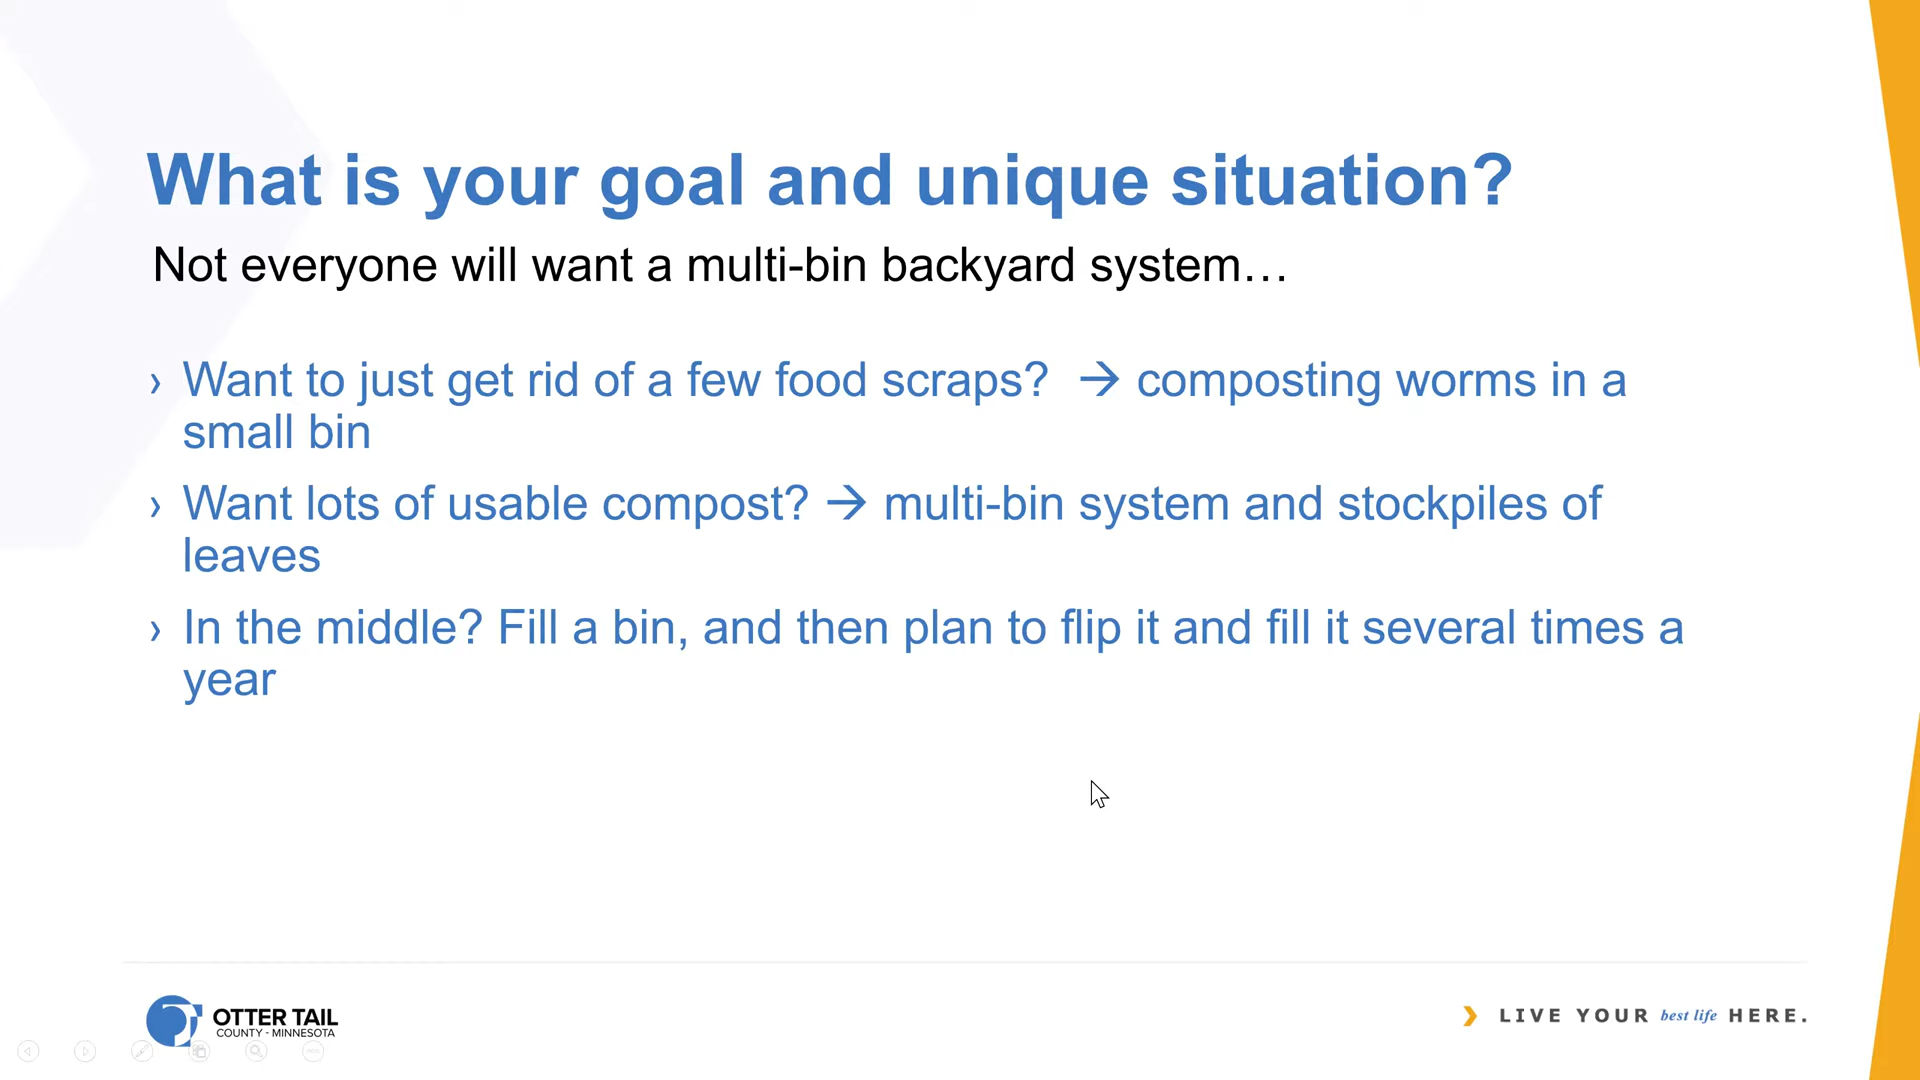 What is your goal and unique situation?
Not everyone will want a multi-bin backyard system…
› Want to just get rid of a few food scraps? → composting worms in a
small bin
› Want lots of usable compost? → multi-bin system and stockpiles of
leaves
› In the middle? Fill a bin, and then plan to flip it and fill it several times a
year
OTTER TAIL
COUNTY - MINNESOTA
LIVE YOUR best life HERE.